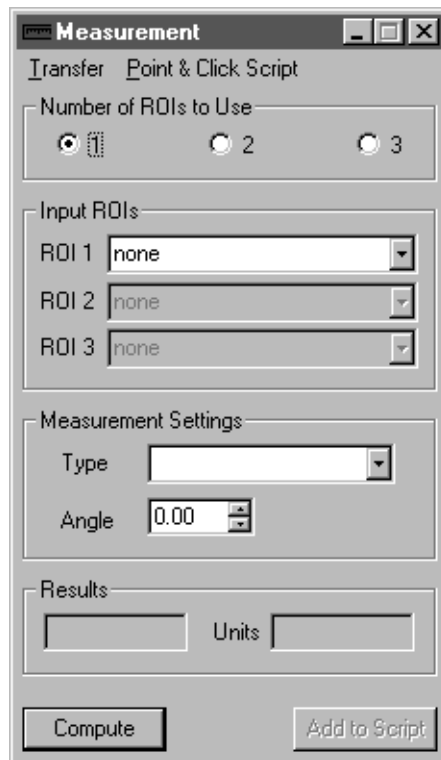 Measurement
Transfer Point & Click Script
Number of ROIs to Use
1 2 3
Input ROIs
ROI 1 none
ROI 2 none
ROI 3 none
Measurement Settings
Type
Angle 0.00
Results
Units
Compute Add to Script